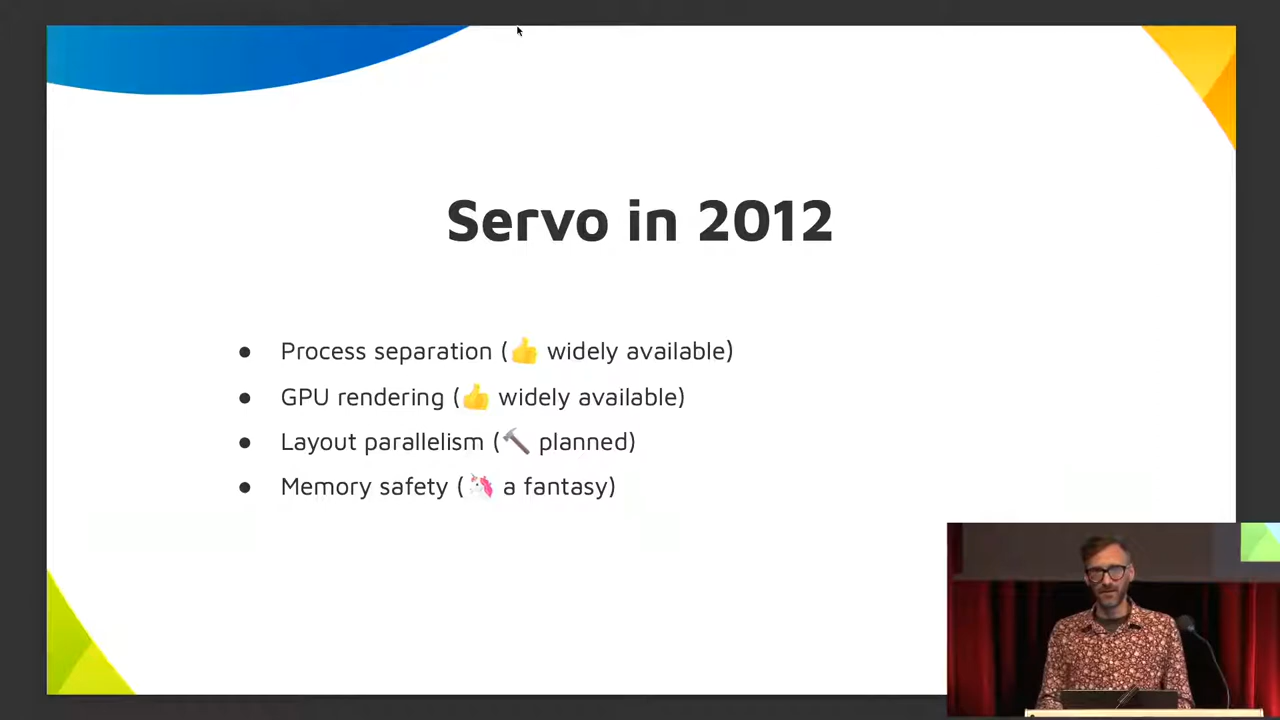 Servo in 2012
● Process separation (👍 widely available)
● GPU rendering (👍 widely available)
● Layout parallelism (🔨 planned)
● Memory safety (🦄 a fantasy)